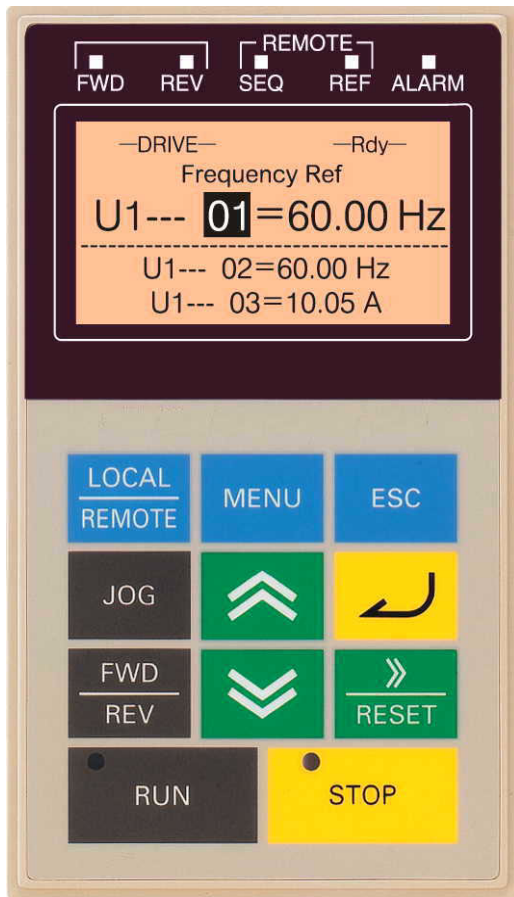 REMOTE
FWD REV SEQ REF ALARM
—DRIVE— —Rdy—
Frequency Ref
U1--- 01=60.00 Hz
U1--- 02=60.00 Hz
U1--- 03=10.05 A
LOCAL
REMOTE
MENU
ESC
JOG
FWD
REV
RESET
RUN
STOP